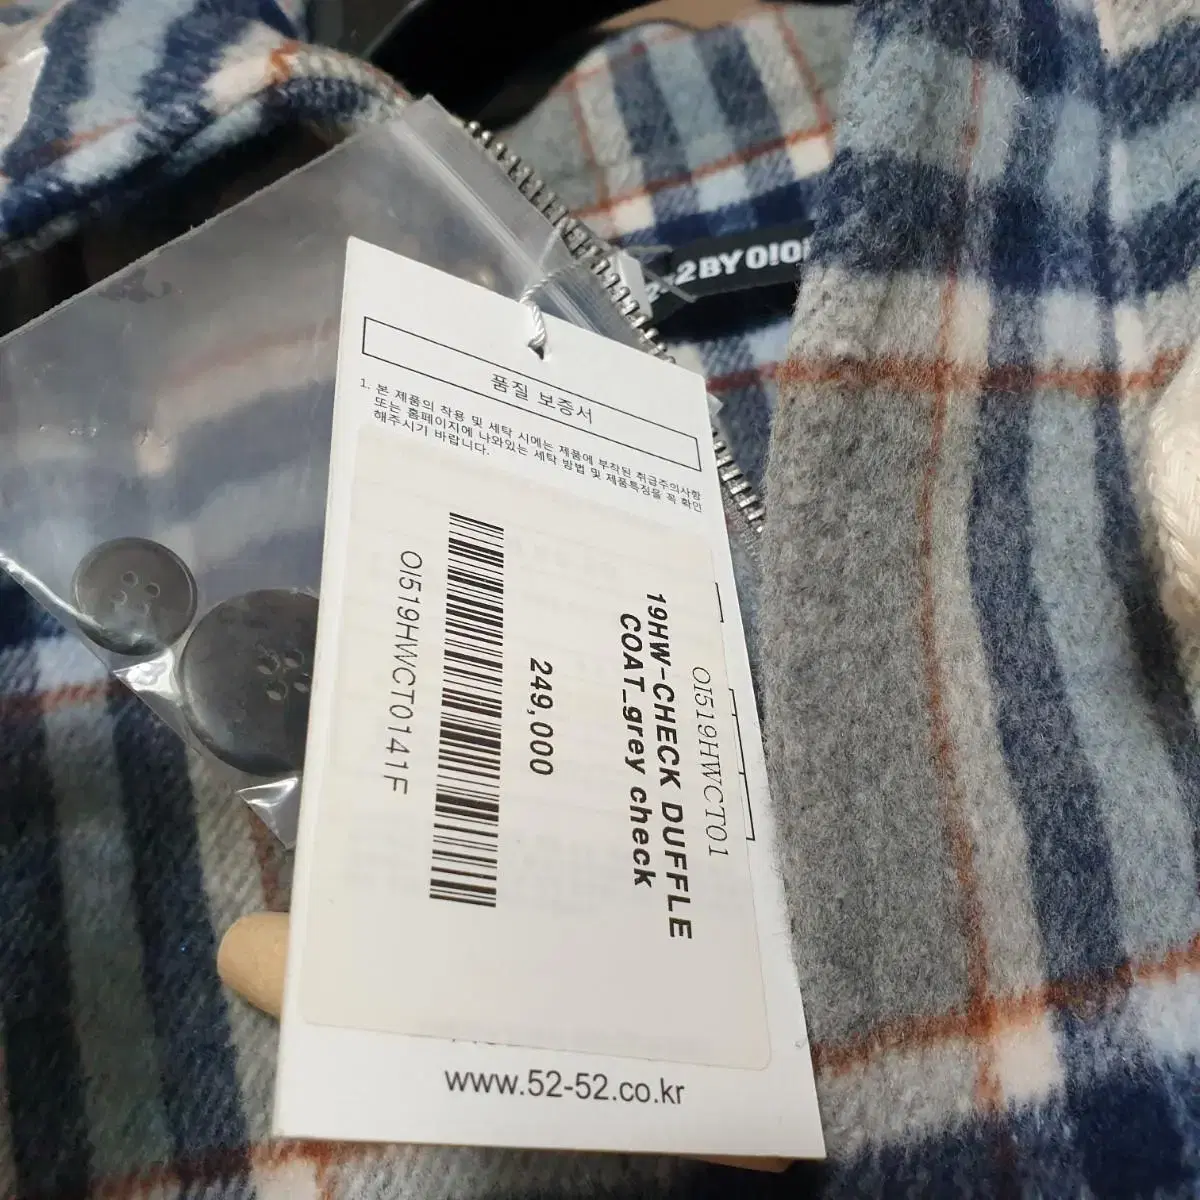 2BY O!Oi
품질 보증서
1. 본 제품의 착용 및 세탁 시에는 제품에 부착된 취급주의사항
또는 홈페이지에 나와있는 세탁 방법 및 제품특징을 꼭 확인
해주시기 바랍니다.
OI519HWCT01
19HW-CHECK DUFFLE
COAT_grey check
249,000
OI519HWCT0141F
www.52-52.co.kr